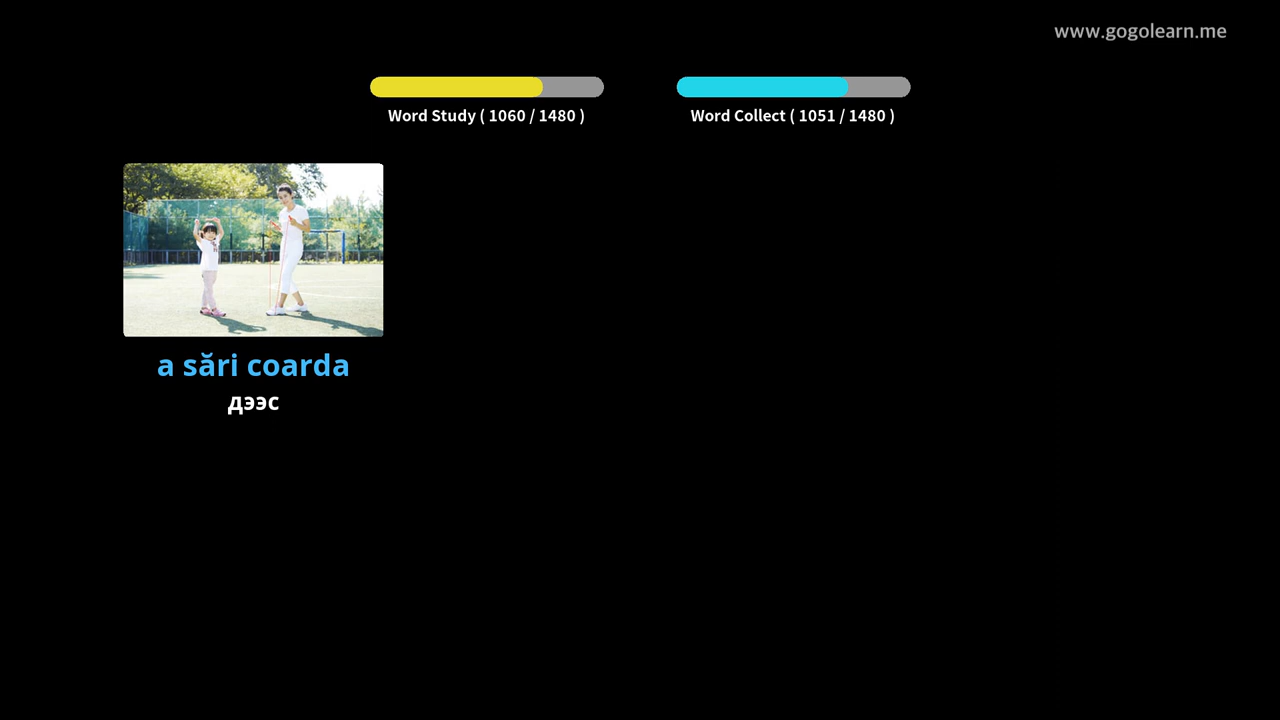 www.gogolearn.me
Word Study ( 1060 / 1480 )
Word Collect ( 1051 / 1480 )
a sări coarda
дээс